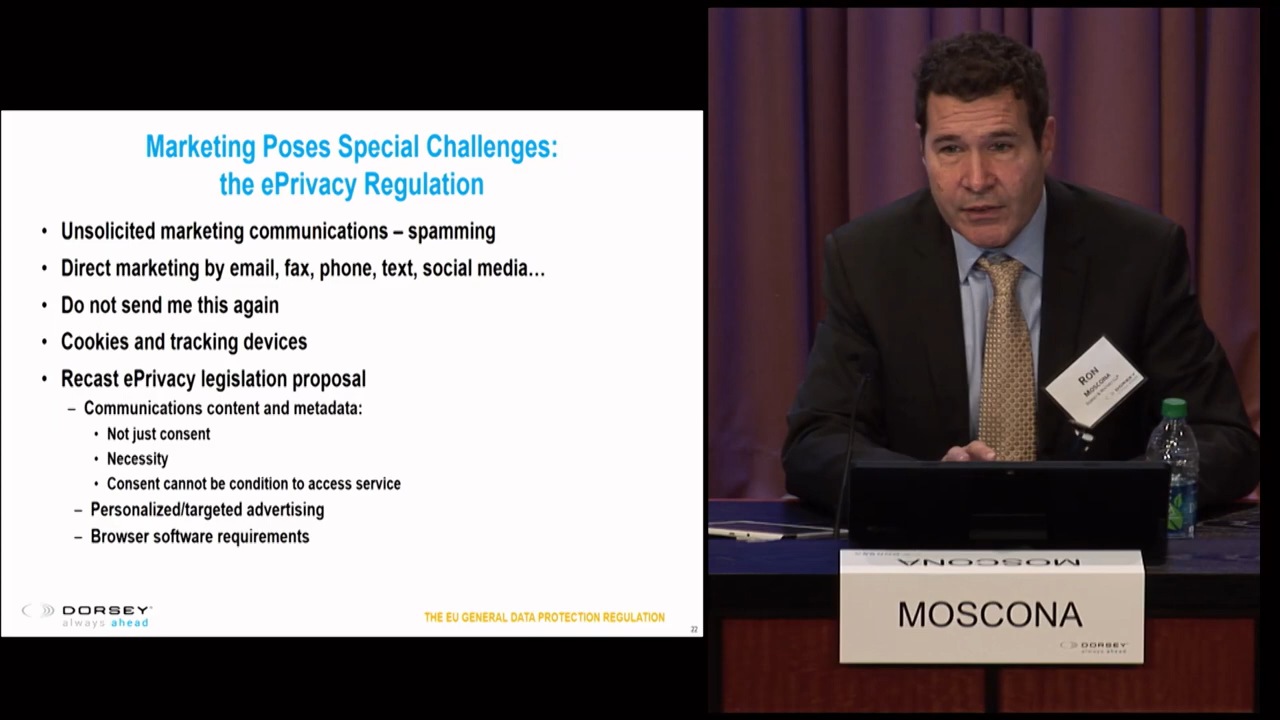 Marketing Poses Special Challenges:
the ePrivacy Regulation
• Unsolicited marketing communications – spamming
• Direct marketing by email, fax, phone, text, social media…
• Do not send me this again
• Cookies and tracking devices
• Recast ePrivacy legislation proposal
– Communications content and metadata:
• Not just consent
• Necessity
• Consent cannot be condition to access service
– Personalized/targeted advertising
– Browser software requirements
DORSEY
always ahead
THE EU GENERAL DATA PROTECTION REGULATION
22
RON
MOSCONA
MOSCONA
MOSCONA
DORSEY
always ahead